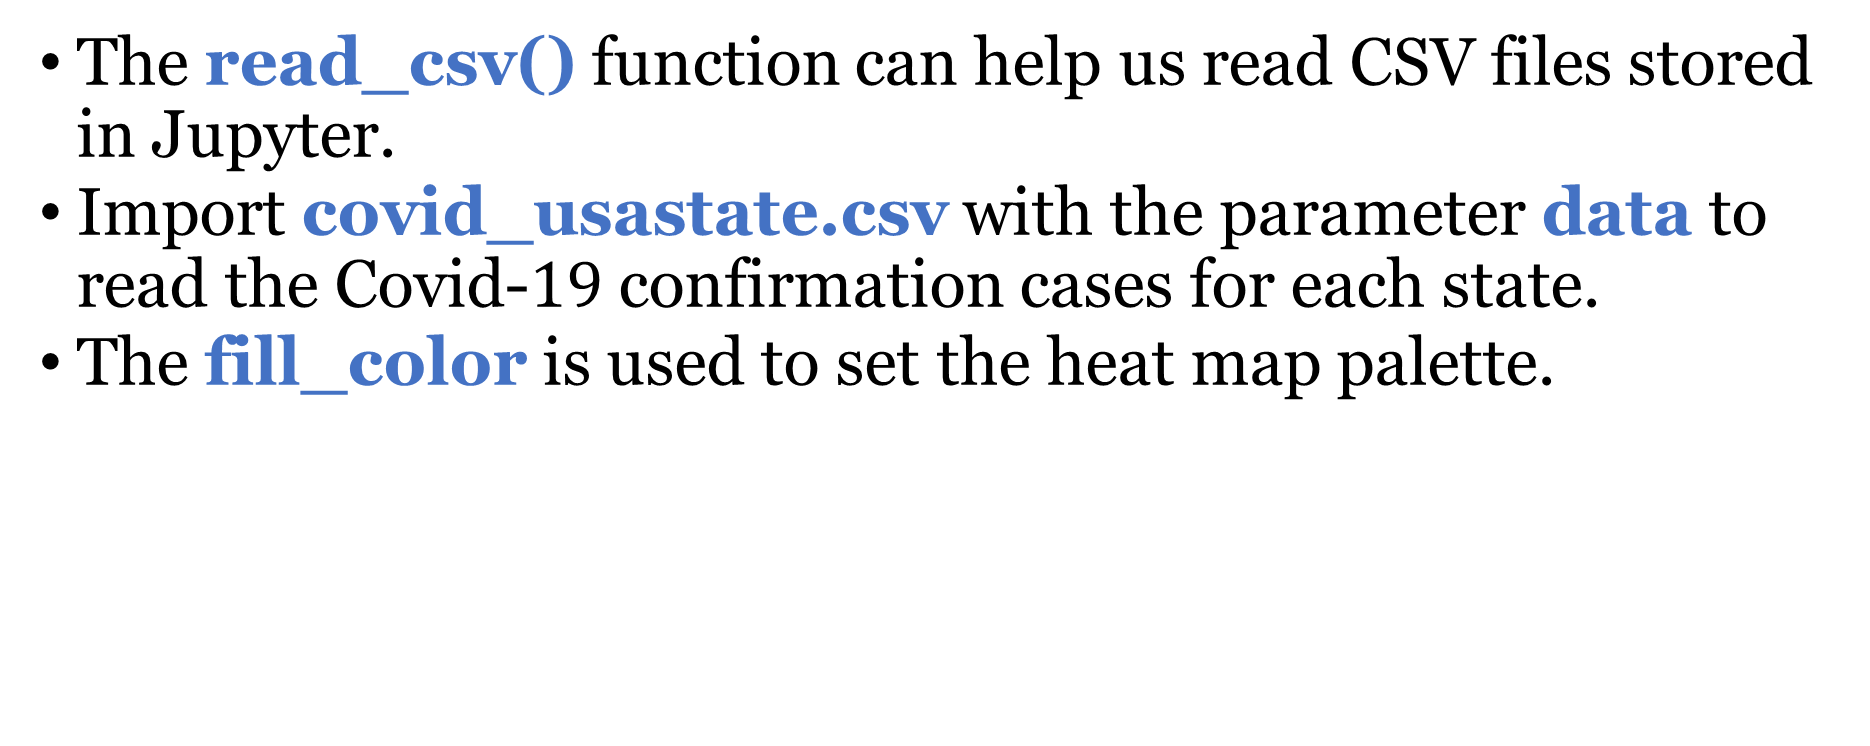 • The read_csv() function can help us read CSV files stored
in Jupyter.
• Import covid_usastate.csv with the parameter data to
read the Covid-19 confirmation cases for each state.
• The fill_color is used to set the heat map palette.